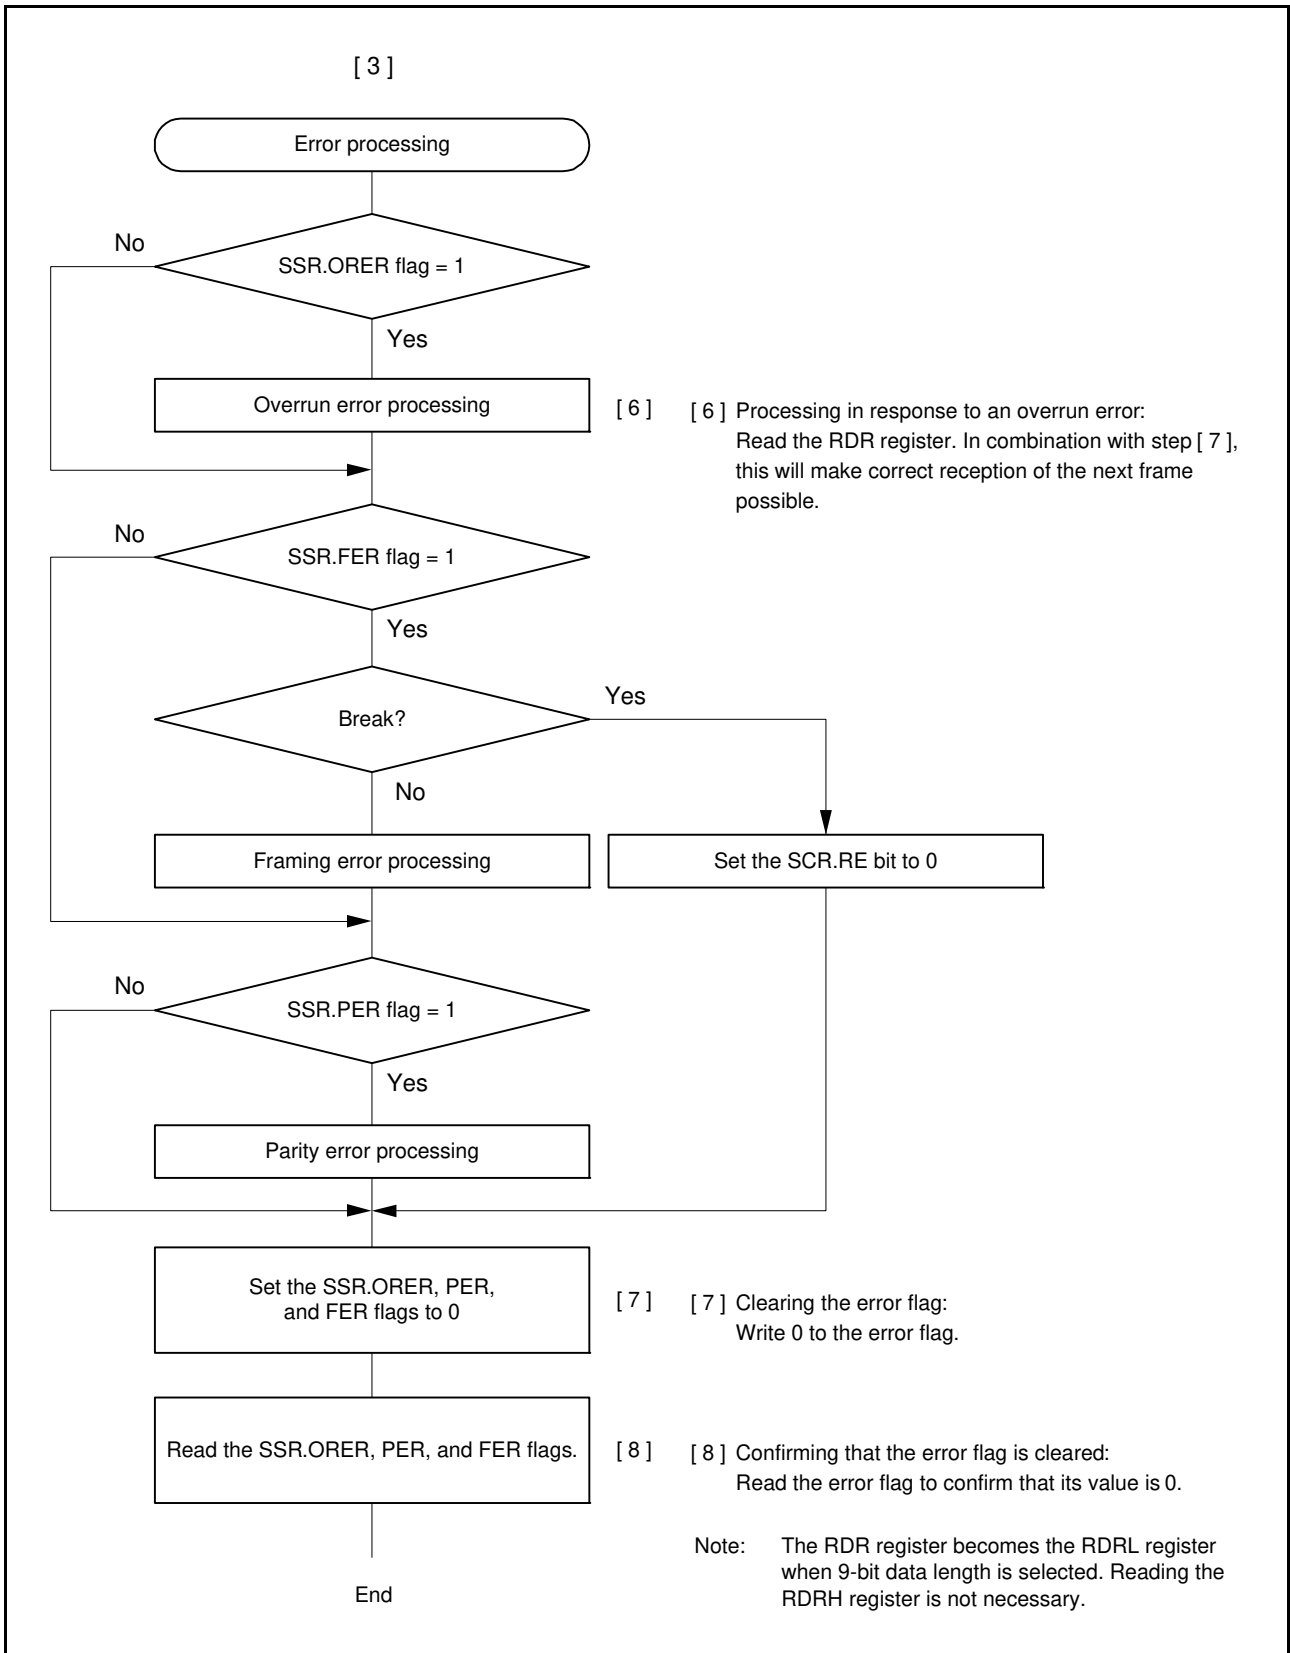 [ 3 ]
Error processing
No
SSR.ORER flag = 1
Yes
Overrun error processing
[ 6 ]
[ 6 ] Processing in response to an overrun error:
Read the RDR register. In combination with step [ 7 ],
this will make correct reception of the next frame
possible.
No
SSR.FER flag = 1
Yes
Break?
Yes
No
Framing error processing
Set the SCR.RE bit to 0
No
SSR.PER flag = 1
Yes
Parity error processing
Set the SSR.ORER, PER,
and FER flags to 0
[ 7 ]
[ 7 ] Clearing the error flag:
Write 0 to the error flag.
Read the SSR.ORER, PER, and FER flags.
[ 8 ]
[ 8 ] Confirming that the error flag is cleared:
Read the error flag to confirm that its value is 0.
Note: The RDR register becomes the RDRL register
when 9-bit data length is selected. Reading the
RDRH register is not necessary.
End